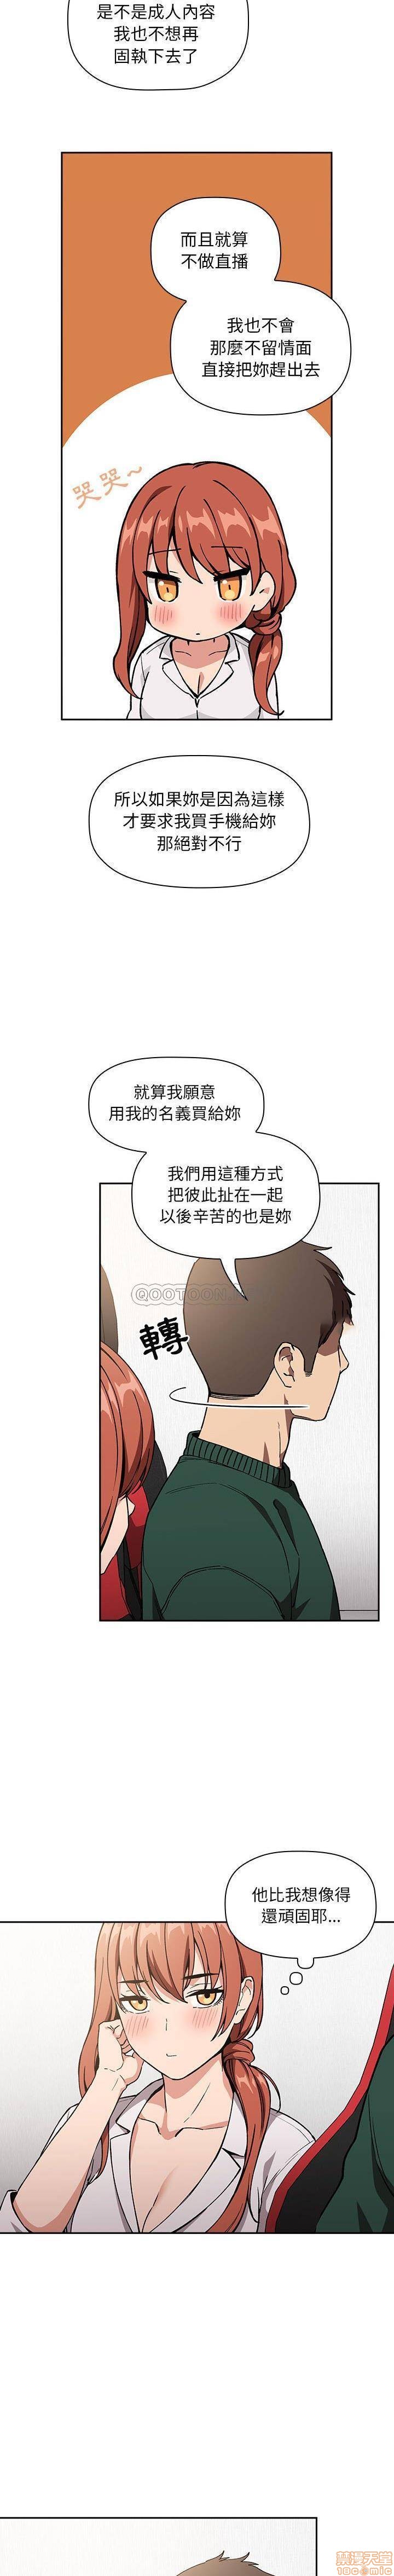 是不是成人內容
我也不想再
固執下去了
而且就算
不做直播
我也不會
那麼不留情面
直接把妳趕出去
哭哭~
所以如果妳是因為這樣
才要求我買手機給妳
那絕對不行
就算我願意
用我的名義買給妳
我們用這種方式
把彼此扯在一起
以後辛苦的也是妳
轉
他比我想像得
還頑固耶...
禁漫天堂